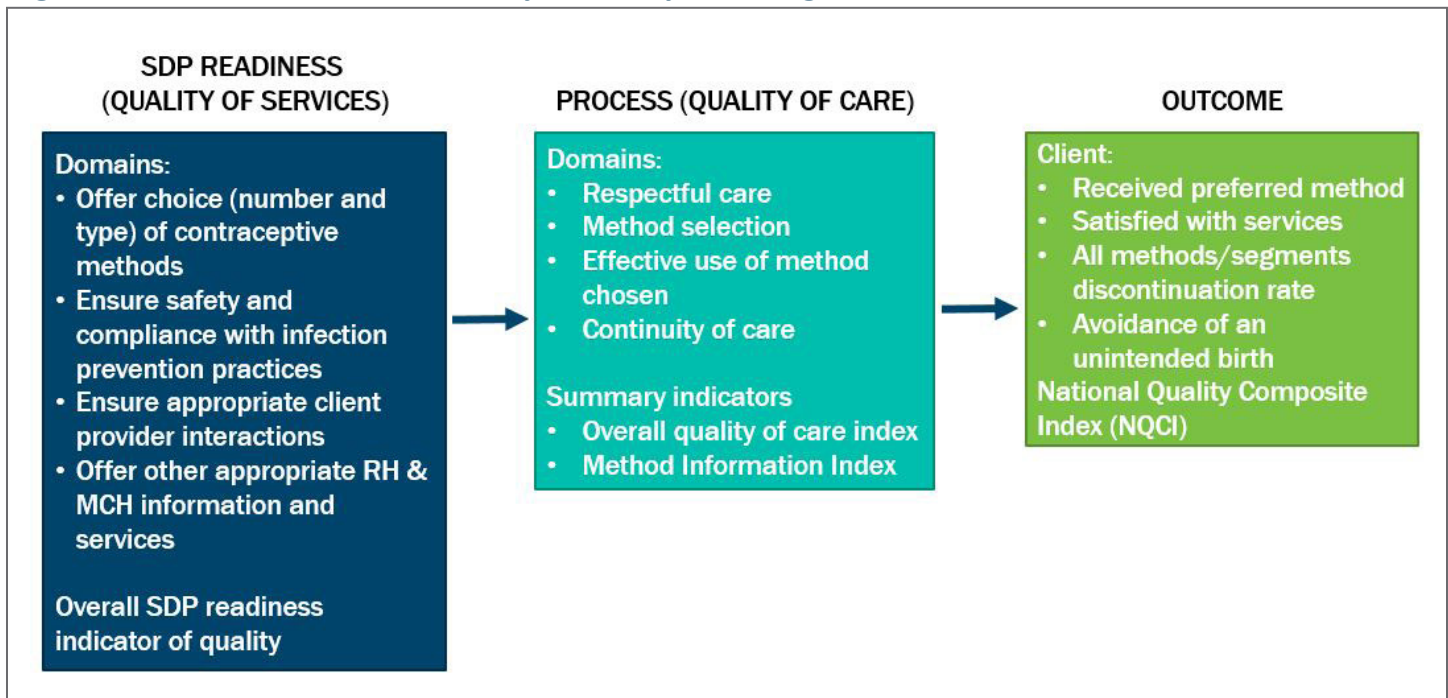 SDP READINESS
(QUALITY OF SERVICES)
Domains:
• Offer choice (number and
type) of contraceptive
methods
• Ensure safety and
compliance with infection
prevention practices
• Ensure appropriate client
provider interactions
• Offer other appropriate RH &
MCH information and
services
Overall SDP readiness
indicator of quality
PROCESS (QUALITY OF CARE)
Domains:
• Respectful care
• Method selection
• Effective use of method
chosen
• Continuity of care
Summary indicators
• Overall quality of care index
• Method Information Index
OUTCOME
Client:
• Received preferred method
• Satisfied with services
• All methods/segments
discontinuation rate
• Avoidance of an
unintended birth
National Quality Composite
Index (NQCI)